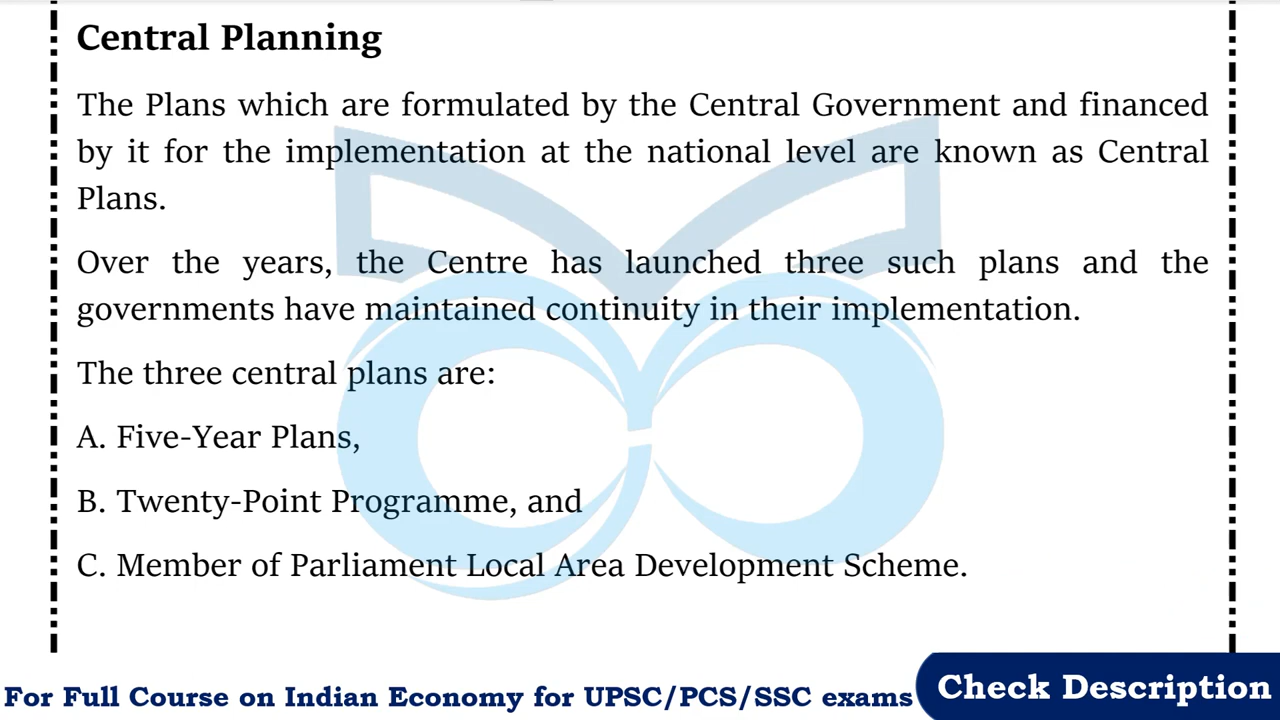 Central Planning
The Plans which are formulated by the Central Government and financed
by it for the implementation at the national level are known as Central
Plans.
Over the years, the Centre has launched three such plans and the
governments have maintained continuity in their implementation.
The three central plans are:
A. Five-Year Plans,
B. Twenty-Point Programme, and
C. Member of Parliament Local Area Development Scheme.
For Full Course on Indian Economy for UPSC/PCS/SSC exams
Check Description